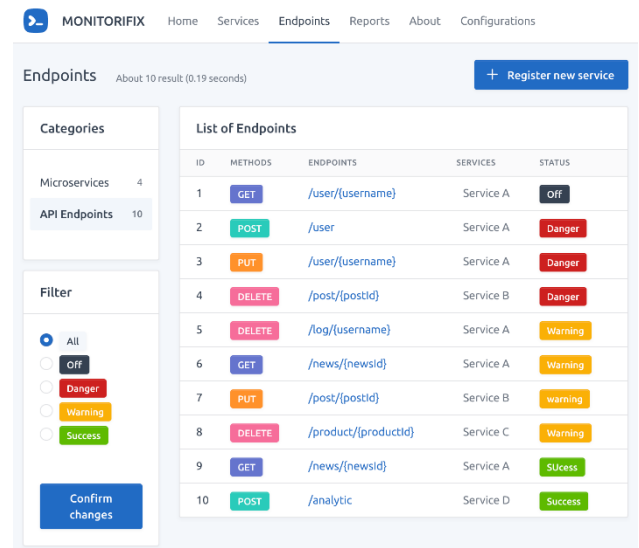 MONITORIFIX Home Services Endpoints Reports About Configurations
Endpoints About 10 result (0.19 seconds)
+ Register new service
Categories
Microservices 4
API Endpoints 10
Filter
All
Off
Danger
Warning
Success
Confirm
changes
List of Endpoints
ID METHODS ENDPOINTS SERVICES STATUS
1 GET /user/{username} Service A Off
2 POST /user Service A Danger
3 PUT /user/{username} Service A Danger
4 DELETE /post/{postId} Service B Danger
5 DELETE /log/{username} Service A Warning
6 GET /news/{newsId} Service A Warning
7 PUT /post/{postId} Service B warning
8 DELETE /product/{productId} Service C Warning
9 GET /news/{newsId} Service A SUcess
10 POST /analytic Service D Success